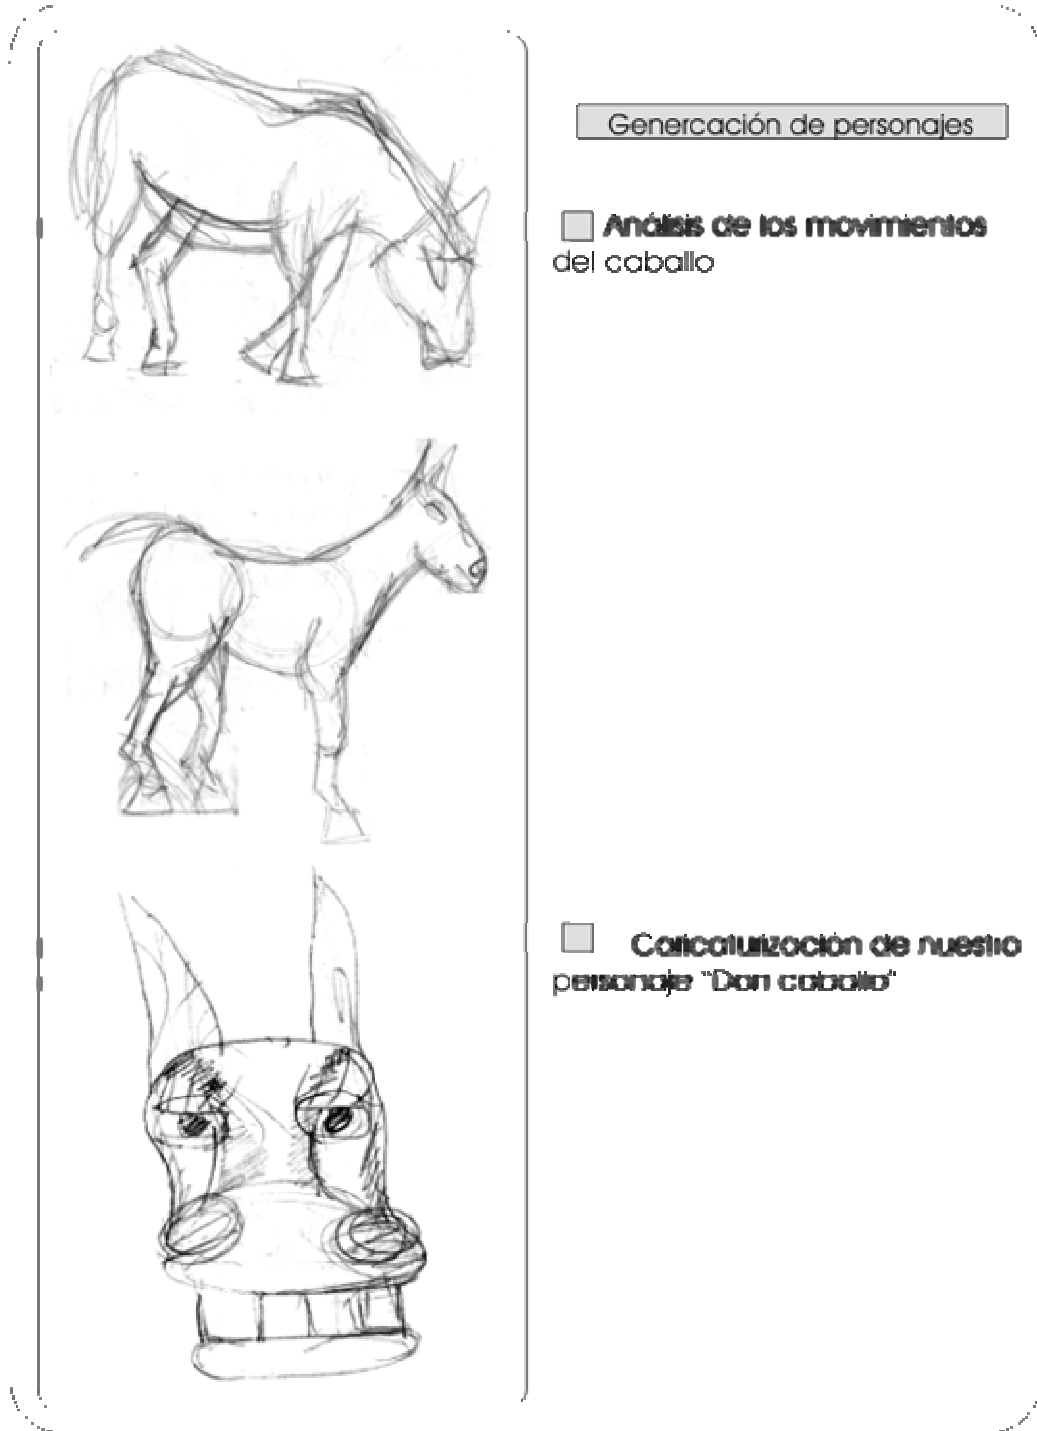 Genercación de personajes
Análisis de los movimientos
del caballo
Caricaturización de nuestro
personaje "Don caballo"